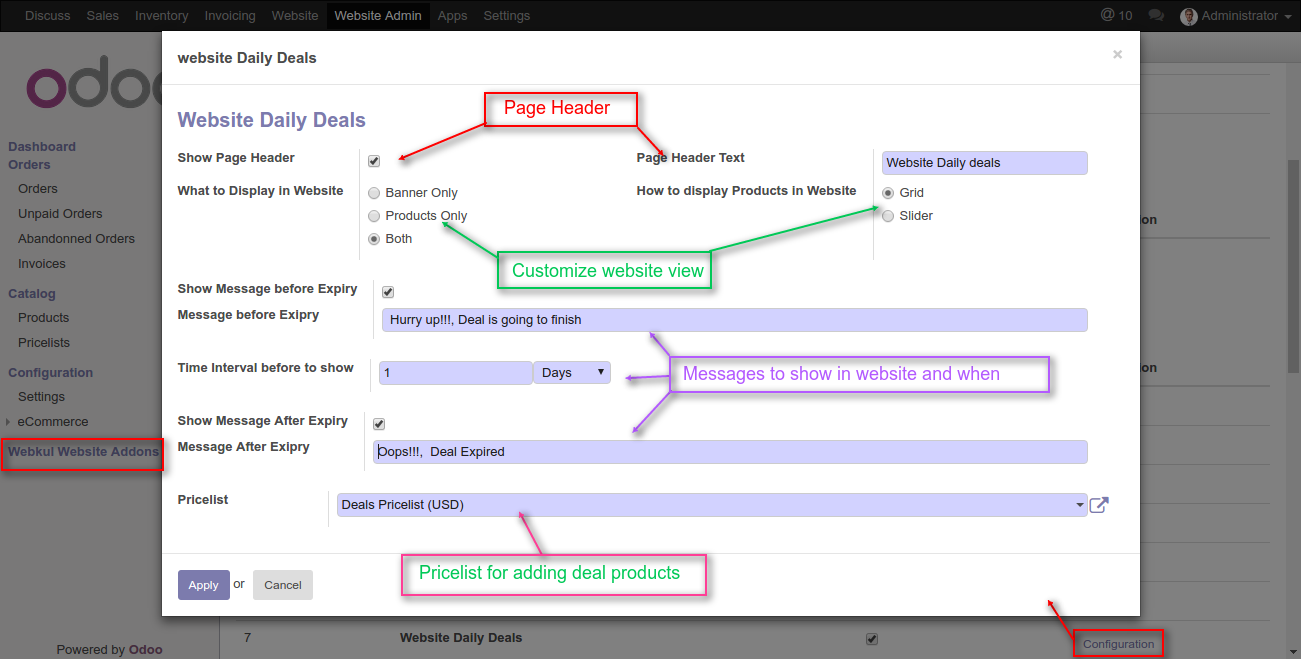 Discuss Sales Inventory Invoicing Website Website Admin Apps Settings @ 10 Administrator
website Daily Deals ×
odoo
Page Header
Website Daily Deals
Dashboard
Orders
Show Page Header
Page Header Text
Website Daily deals
Orders
What to Display in Website
Banner Only
How to display Products in Website
Grid
Unpaid Orders
Products Only
Slider
on
Abandonned Orders
Both
Invoices
Customize website view
Catalog
Show Message before Expiry
Products
Message before Exipry
Hurry up!!!, Deal is going to finish
Pricelists
Configuration
Time Interval before to show
1
Days
Messages to show in website and when
on
Settings
eCommerce
Show Message After Expiry
Webkul Website Addons
Message After Exipry
Oops!!!, Deal Expired
Pricelist
Deals Pricelist (USD)
Pricelist for adding deal products
Apply or Cancel
7 Website Daily Deals
Configuration
Powered by Odoo